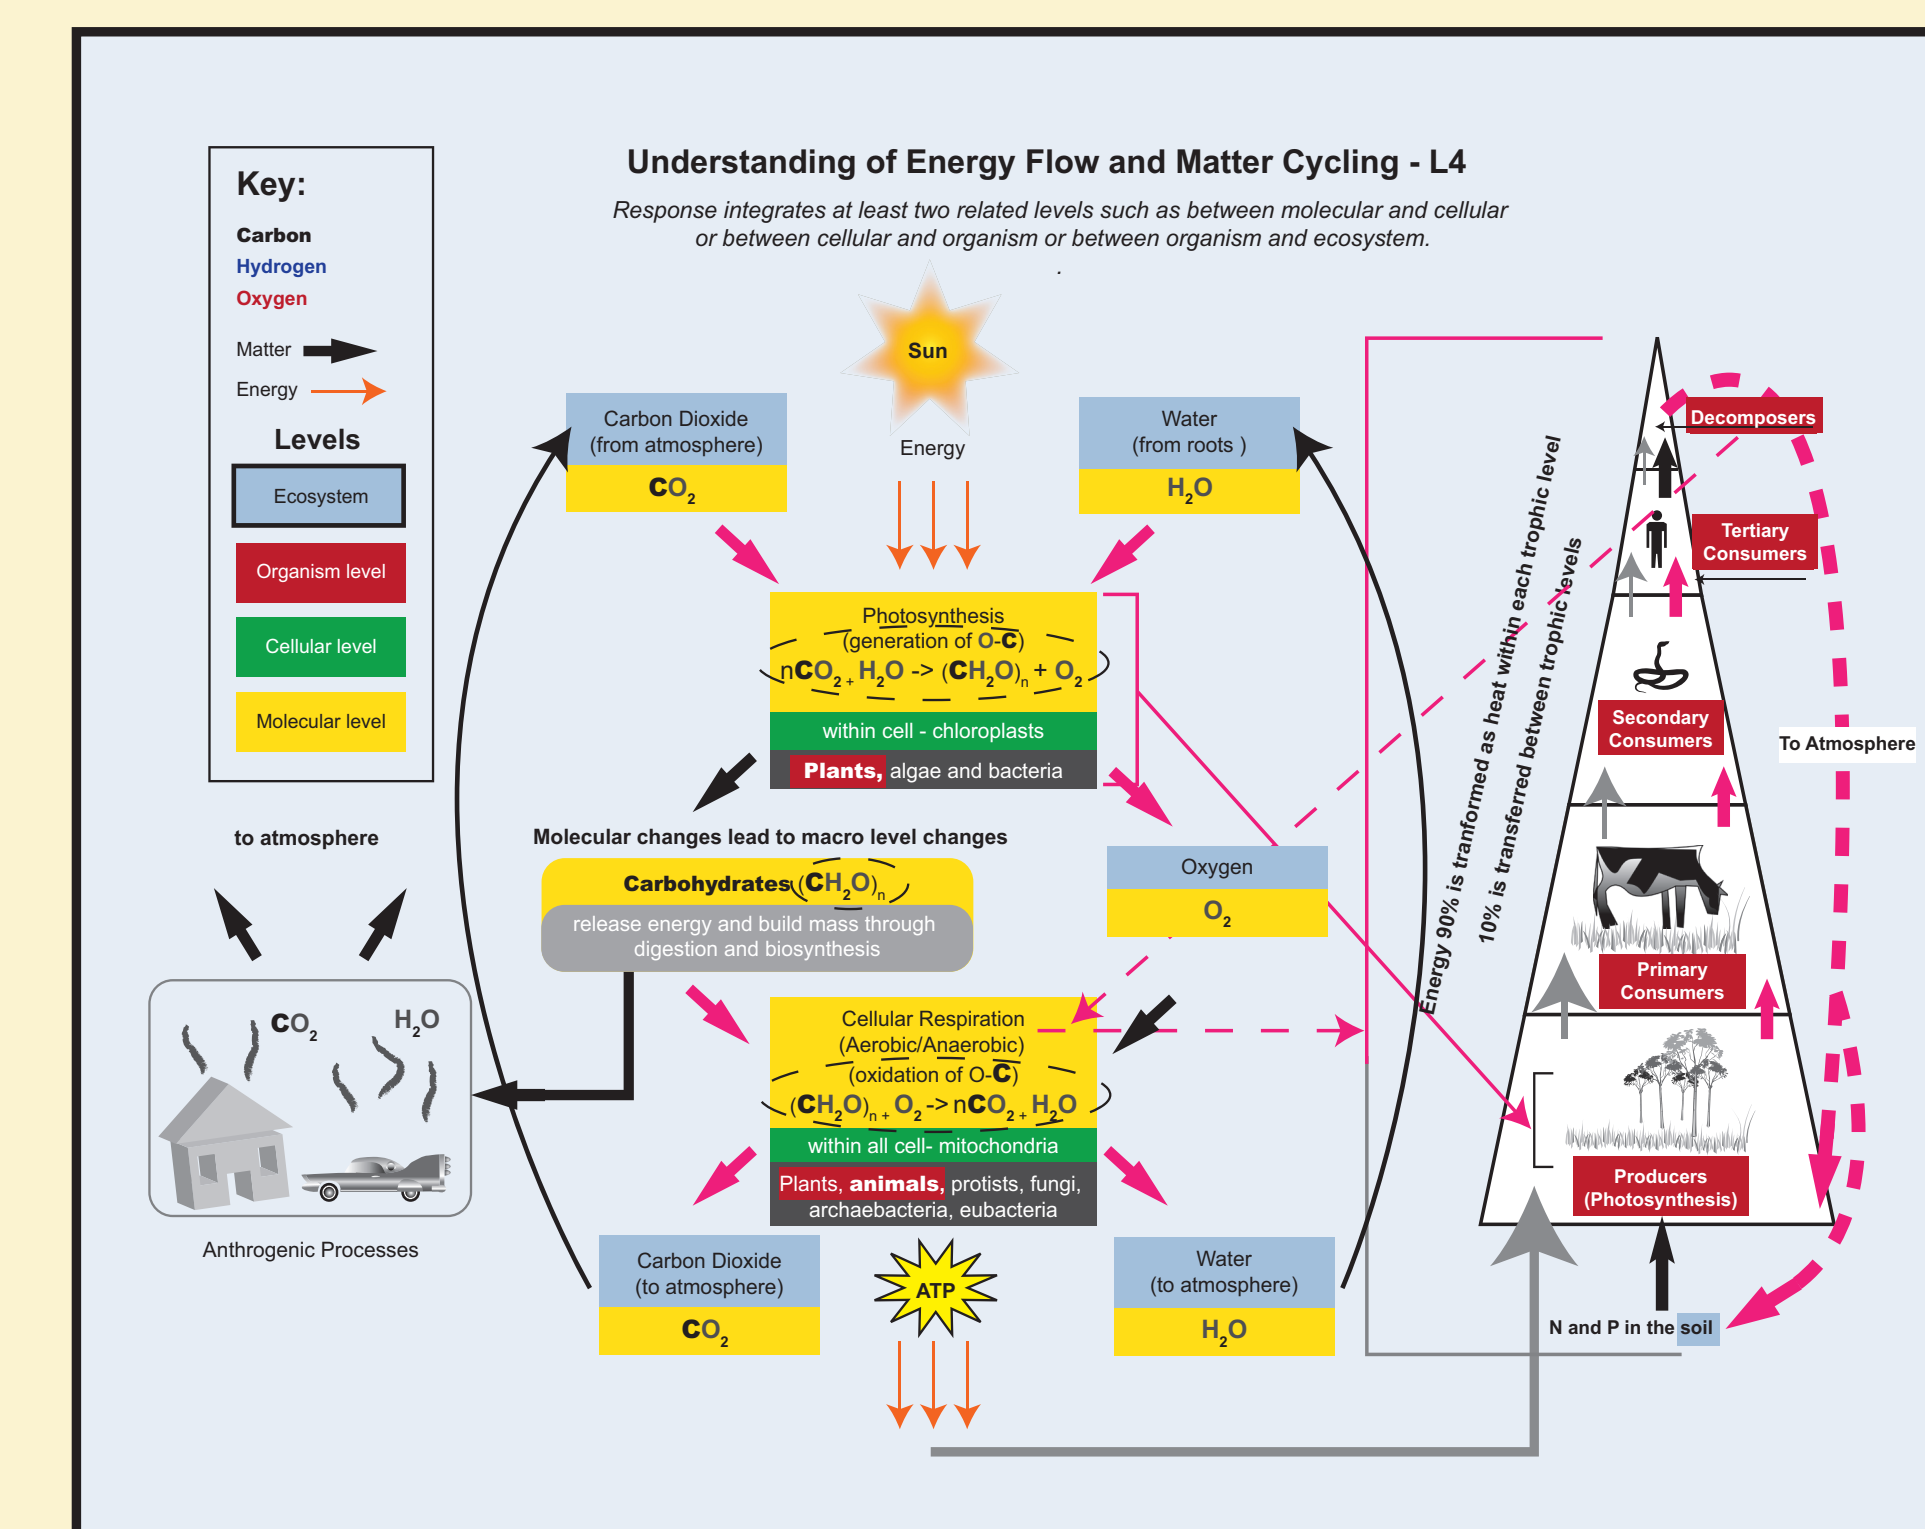 Understanding of Energy Flow and Matter Cycling - L4
Response integrates at least two related levels such as between molecular and cellular
or between cellular and organism or between organism and ecosystem.
.
Key:
Carbon
Hydrogen
Oxygen
Matter
Energy
Levels
Ecosystem
Organism level
Cellular level
Molecular level
to atmosphere
CO2
H2O
Anthrogenic Processes
Sun
Energy
Carbon Dioxide
(from atmosphere)
CO2
Water
(from roots )
H2O
Photosynthesis
(generation of O-C)
nCO2 + H2O -> (CH2O)n + O2
within cell - chloroplasts
Plants, algae and bacteria
Molecular changes lead to macro level changes
Carbohydrates (CH2O)n
release energy and build mass through
digestion and biosynthesis
Oxygen
O2
Cellular Respiration
(Aerobic/Anaerobic)
(oxidation of O-C)
(CH2O)n + O2 -> nCO2 + H2O
within all cell- mitochondria
Plants, animals, protists, fungi,
archaebacteria, eubacteria
Carbon Dioxide
(to atmosphere)
CO2
ATP
Water
(to atmosphere)
H2O
Energy 90% is tranformed as heat within each trophic level
10% is transferred between trophic levels
Decomposers
Tertiary
Consumers
Secondary
Consumers
To Atmosphere
Primary
Consumers
Producers
(Photosynthesis)
N and P in the soil